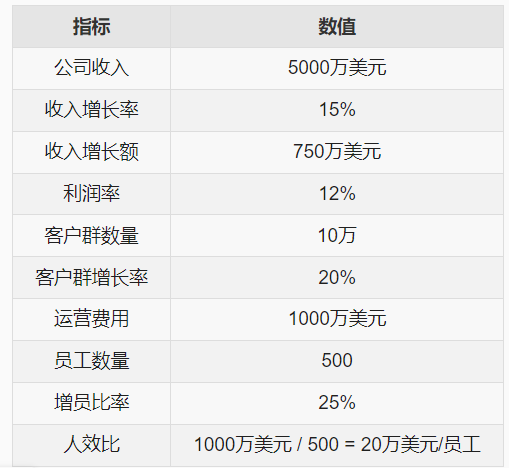 指标 数值
公司收入 5000万美元
收入增长率 15%
收入增长额 750万美元
利润率 12%
客户群数量 10万
客户群增长率 20%
运营费用 1000万美元
员工数量 500
增员比率 25%
人效比 1000万美元 / 500 = 20万美元/员工